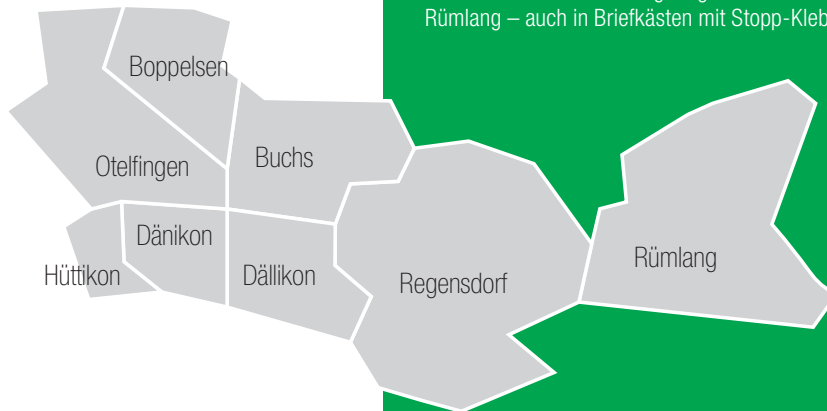 Rümlang – auch in Briefkästen mit Stopp-Kleb
Boppelsen
Otelfingen
Buchs
Dänikon
Hüttikon
Dällikon
Regensdorf
Rümlang